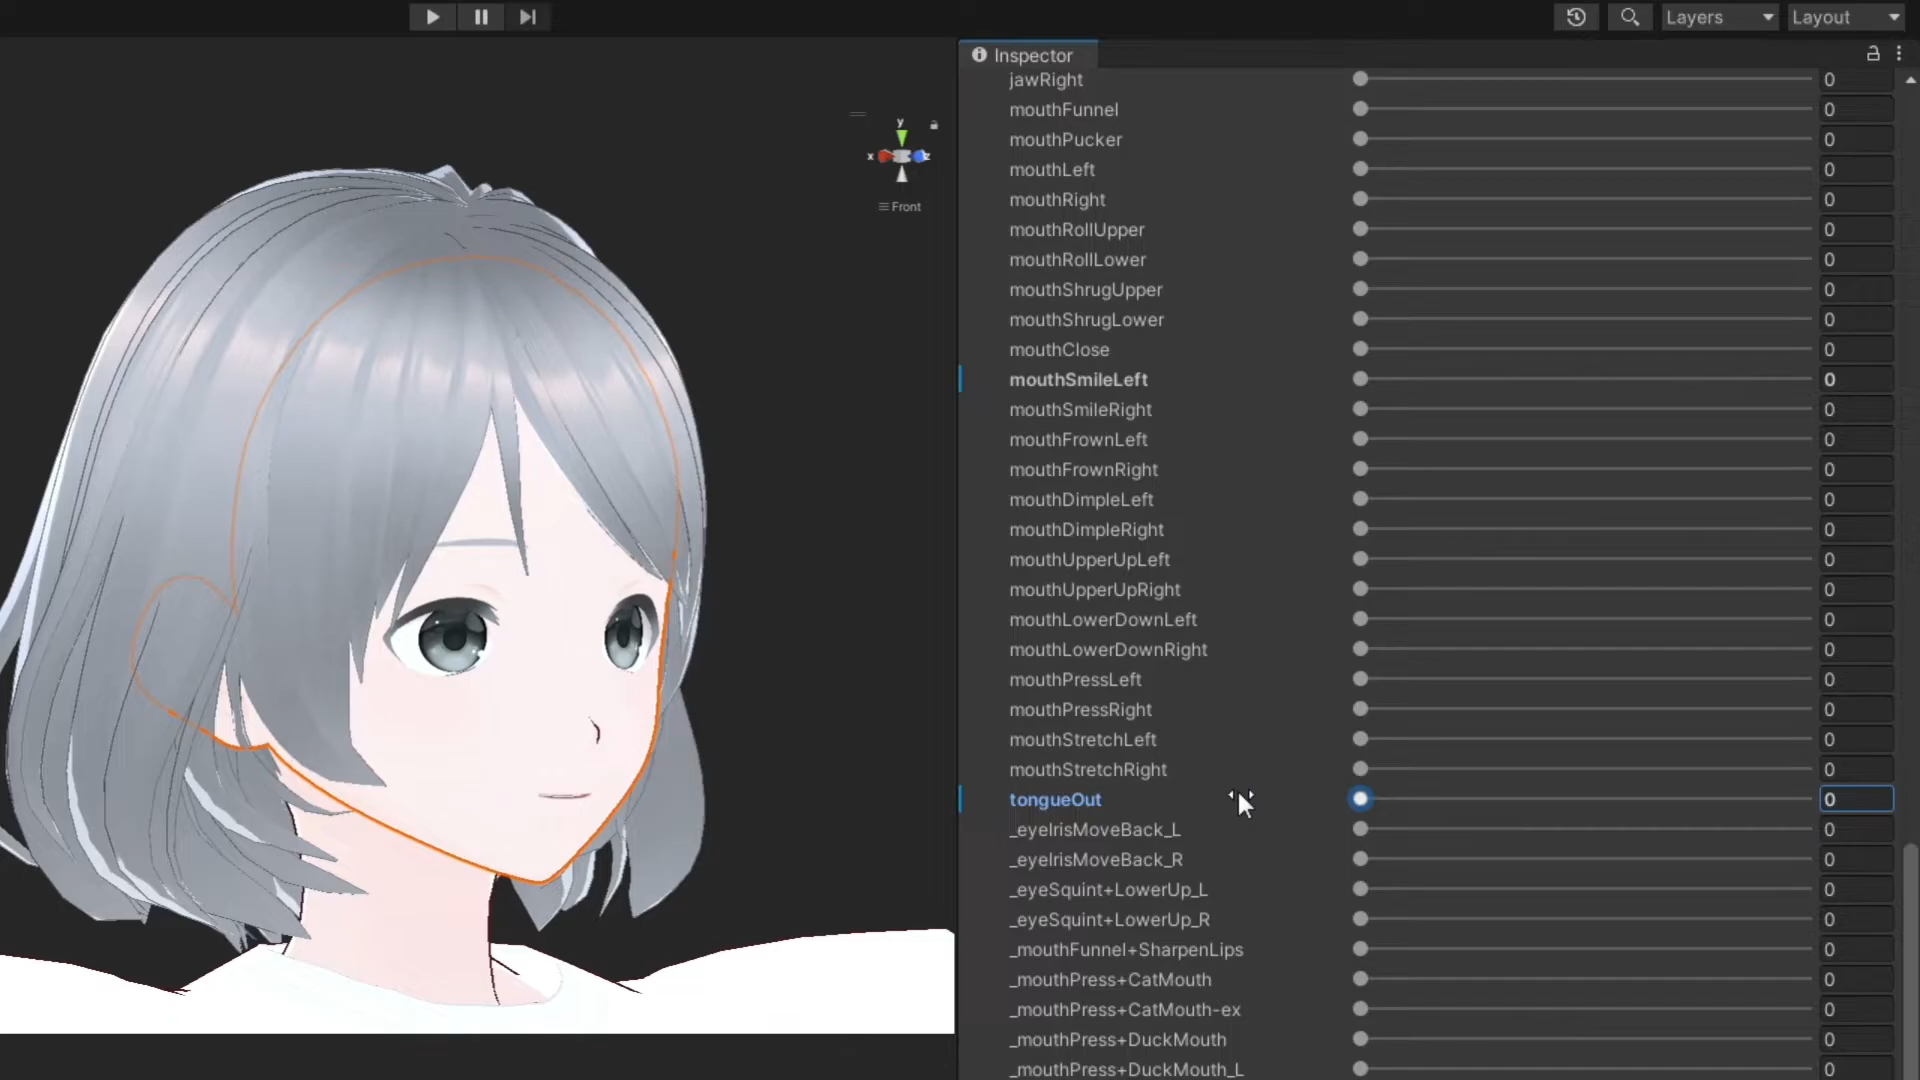 Layers
Layout
Inspector
y
x
z
Front
jawRight 0
mouthFunnel 0
mouthPucker 0
mouthLeft 0
mouthRight 0
mouthRollUpper 0
mouthRollLower 0
mouthShrugUpper 0
mouthShrugLower 0
mouthClose 0
mouthSmileLeft 0
mouthSmileRight 0
mouthFrownLeft 0
mouthFrownRight 0
mouthDimpleLeft 0
mouthDimpleRight 0
mouthUpperUpLeft 0
mouthUpperUpRight 0
mouthLowerDownLeft 0
mouthLowerDownRight 0
mouthPressLeft 0
mouthPressRight 0
mouthStretchLeft 0
mouthStretchRight 0
tongueOut 0
_eyeIrisMoveBack_L 0
_eyeIrisMoveBack_R 0
_eyeSquint+LowerUp_L 0
_eyeSquint+LowerUp_R 0
_mouthFunnel+SharpenLips 0
_mouthPress+CatMouth 0
_mouthPress+CatMouth-ex 0
_mouthPress+DuckMouth 0
_mouthPress+DuckMouth_L 0